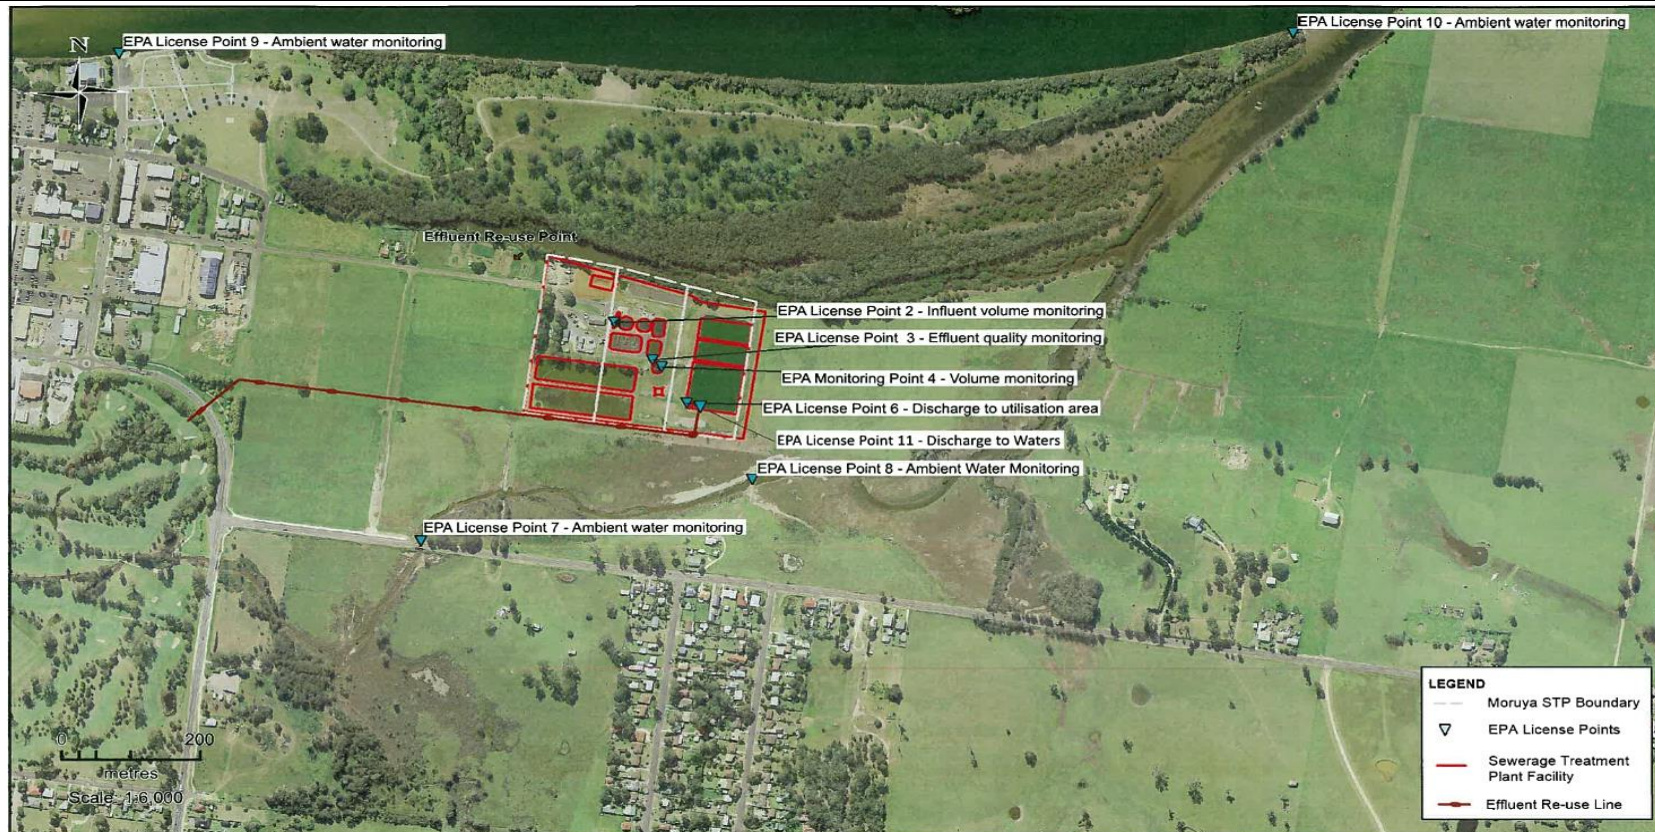 EPA License Point 10 - Ambient water monitoring
N
EPA License Point 9 - Ambient water monitoring
Effluent Re-use Point
EPA License Point 2 - Influent volume monitoring
EPA License Point 3 - Effluent quality monitoring
EPA Monitoring Point 4 - Volume monitoring
EPA License Point 6 - Discharge to utilisation area
EPA License Point 11 - Discharge to Waters
EPA License Point 8 - Ambient Water Monitoring
EPA License Point 7 - Ambient water monitoring
0 200
metres
Scale 1:6,000
LEGEND
Moruya STP Boundary
EPA License Points
Sewerage Treatment
Plant Facility
Effluent Re-use Line